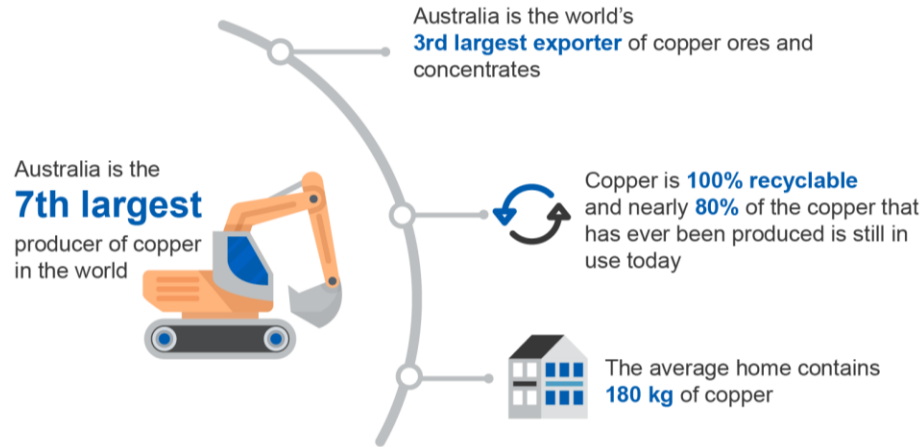 Australia is the world's
3rd largest exporter of copper ores and
concentrates
Australia is the
7th largest
producer of copper
in the world
Copper is 100% recyclable
and nearly 80% of the copper that
has ever been produced is still in
use today
The average home contains
180 kg of copper